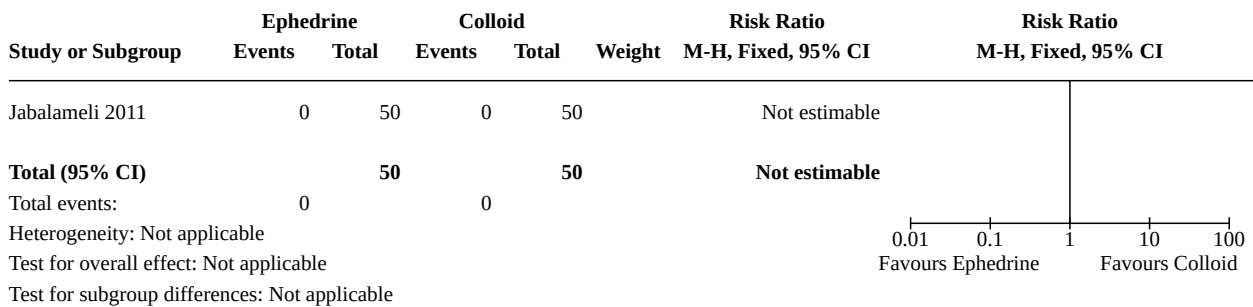 Ephedrine Colloid Risk Ratio Risk Ratio
Study or Subgroup Events Total Events Total Weight M-H, Fixed, 95% CI M-H, Fixed, 95% CI
Jabalameli 2011 0 50 0 50 Not estimable
Total (95% CI) 50 50 Not estimable
Total events: 0 0
Heterogeneity: Not applicable
0.01 0.1 1 10 100
Test for overall effect: Not applicable Favours Ephedrine Favours Colloid
Test for subgroup differences: Not applicable